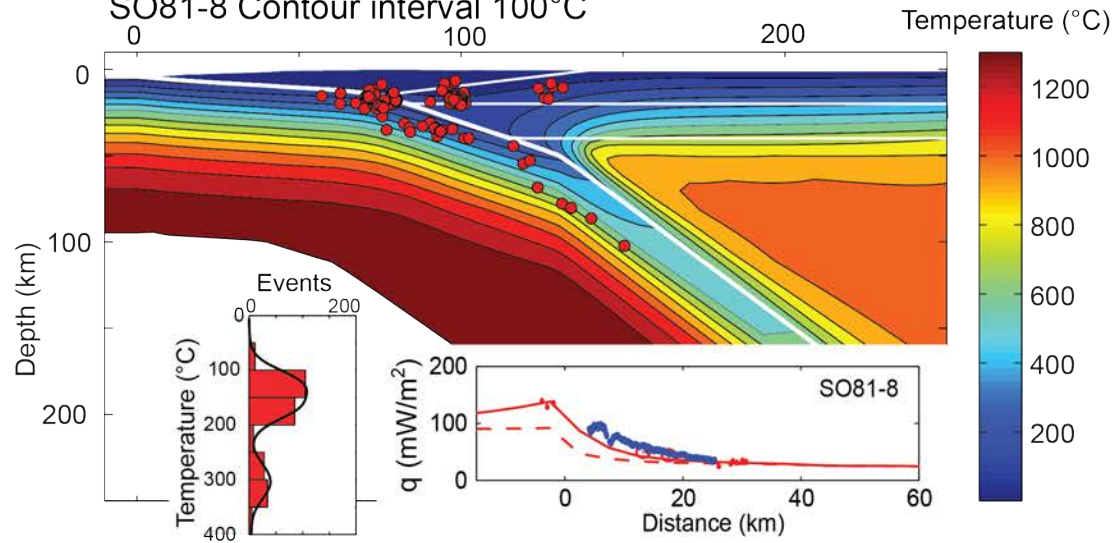 SO81-8 Contour interval 100°C
Temperature (°C)
0 100 200
0
100
200
Depth (km)
1200
1000
800
600
400
200
Events
0 200
0
100
200
300
400
Temperature (°C)
200
100
0
q (mW/m²)
SO81-8
0 20 40 60
Distance (km)